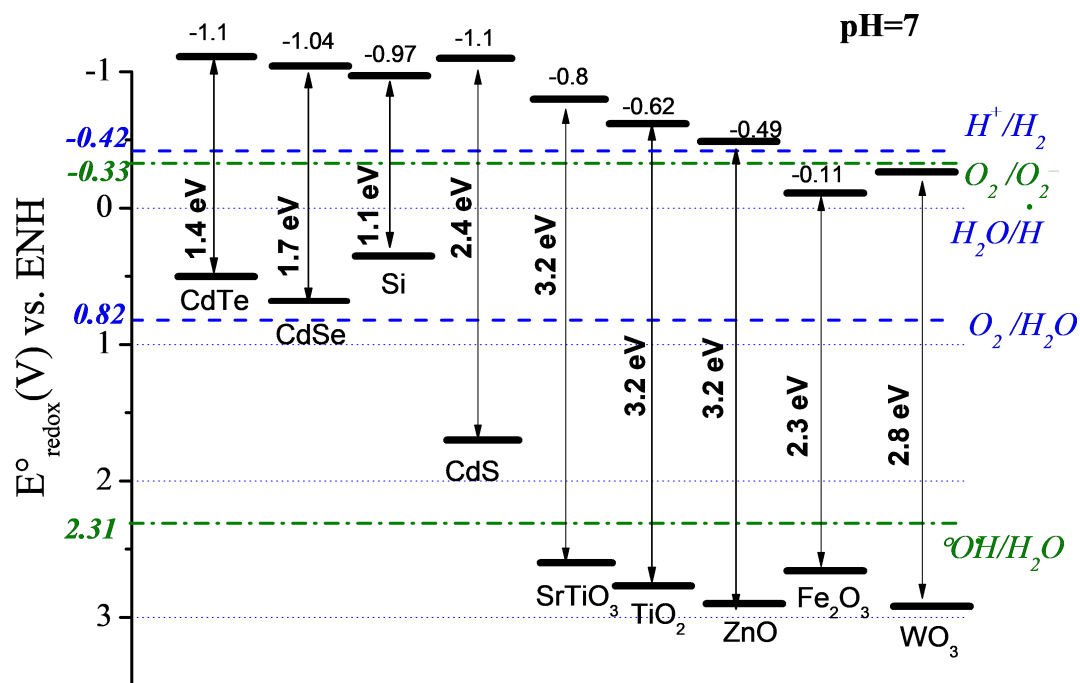 pH=7
-1.1
-1.04
-0.97
-1.1
-0.8
-0.62
-0.49
-0.11
-1
-0.42
-0.33
0
0.82
1
2
2.31
3
E°redox(V) vs. ENH
H⁺/H₂
O₂/O₂⁻
H₂O/H
O₂/H₂O
°OH/H₂O
1.4 eV
1.7 eV
1.1 eV
2.4 eV
3.2 eV
3.2 eV
3.2 eV
2.3 eV
2.8 eV
CdTe
CdSe
Si
CdS
SrTiO₃
TiO₂
ZnO
Fe₂O₃
WO₃